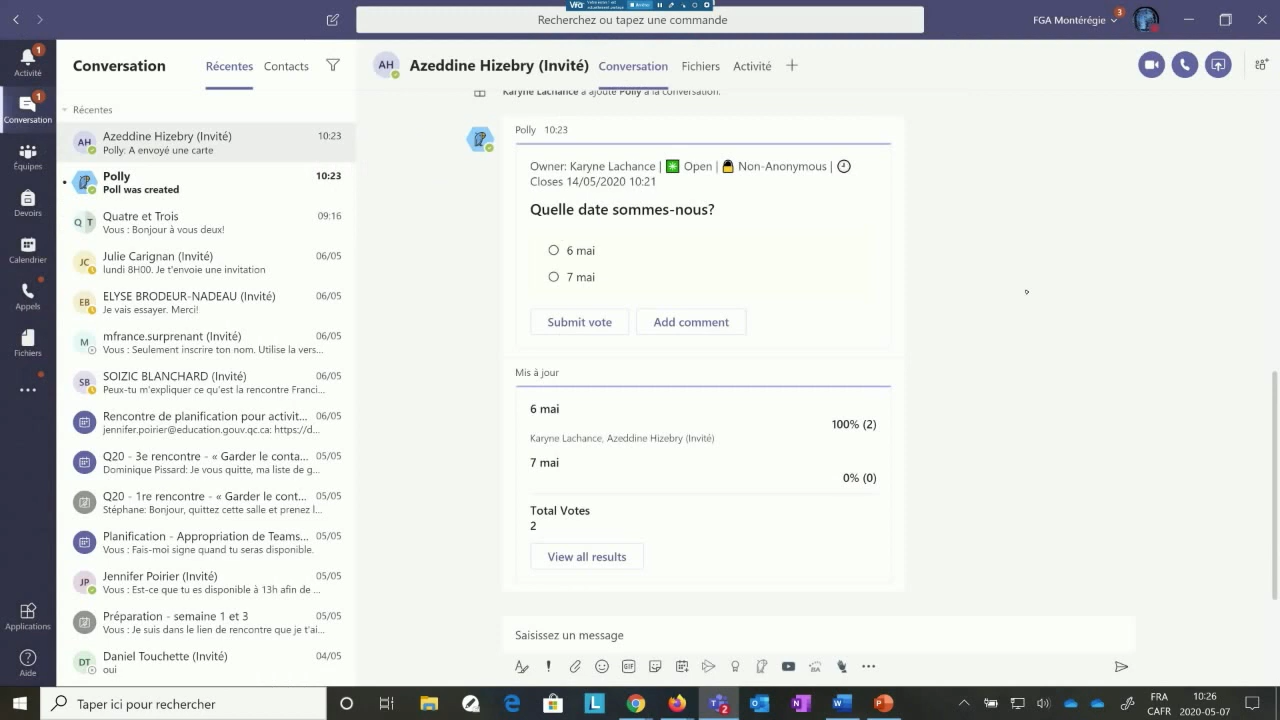 Recherchez ou tapez une commande
FGA Montérégie
3
Activité
1
Conversation
1
Équipes
Devoirs
Calendrier
Appels
Fichiers
Applications
Aide
Conversation
Récentes
Contacts
Récentes
AH Azeddine Hizebry (Invité) 10:23
Polly: A envoyé une carte
Polly 10:23
Poll was created
Q T Quatre et Trois 09:16
Vous : Bonjour à vous deux!
JC Julie Carignan (Invité) 06/05
lundi 8H00. Je t'envoie une invitation
EB ELYSE BRODEUR-NADEAU (Invité) 06/05
Je vais essayer. Merci!
M mfrance.surprenant (Invité) 06/05
Vous : Seulement inscrire ton nom. Utilise la vers...
SB SOIZIC BLANCHARD (Invité) 06/05
Peux-tu m'expliquer ce qu'est la rencontre Franci...
Rencontre de planification pour activit... 06/05
jennifer.poirier@education.gouv.qc.ca: https://d...
Q20 - 3e rencontre - « Garder le conta... 05/05
Dominique Pissard: Je vous quitte, ma liste de g...
Q20 - 1re rencontre - « Garder le cont... 05/05
Stéphane: Bonjour, quittez cette salle et prenez l...
Planification - Appropriation de Teams... 05/05
Vous : Fais-moi signe quand tu seras disponible.
JP Jennifer Poirier (Invité) 05/05
Vous : Est-ce que tu es disponible à 13h afin de ...
Préparation - semaine 1 et 3 05/05
Vous : Je suis dans le lien de rencontre que je t'ai...
DT Daniel Touchette (Invité) 04/05
oui
AH Azeddine Hizebry (Invité) Conversation Fichiers Activité
Karyne Lachance a ajouté Polly à la conversation.
Polly 10:23
Owner: Karyne Lachance | Open | Non-Anonymous |
Closes 14/05/2020 10:21
Quelle date sommes-nous?
6 mai
7 mai
Submit vote Add comment
Mis à jour
6 mai
100% (2)
Karyne Lachance, Azeddine Hizebry (Invité)
7 mai
0% (0)
Total Votes
2
View all results
Saisissez un message
GIF
Taper ici pour rechercher
2
FRA
CAFR
10:26
2020-05-07